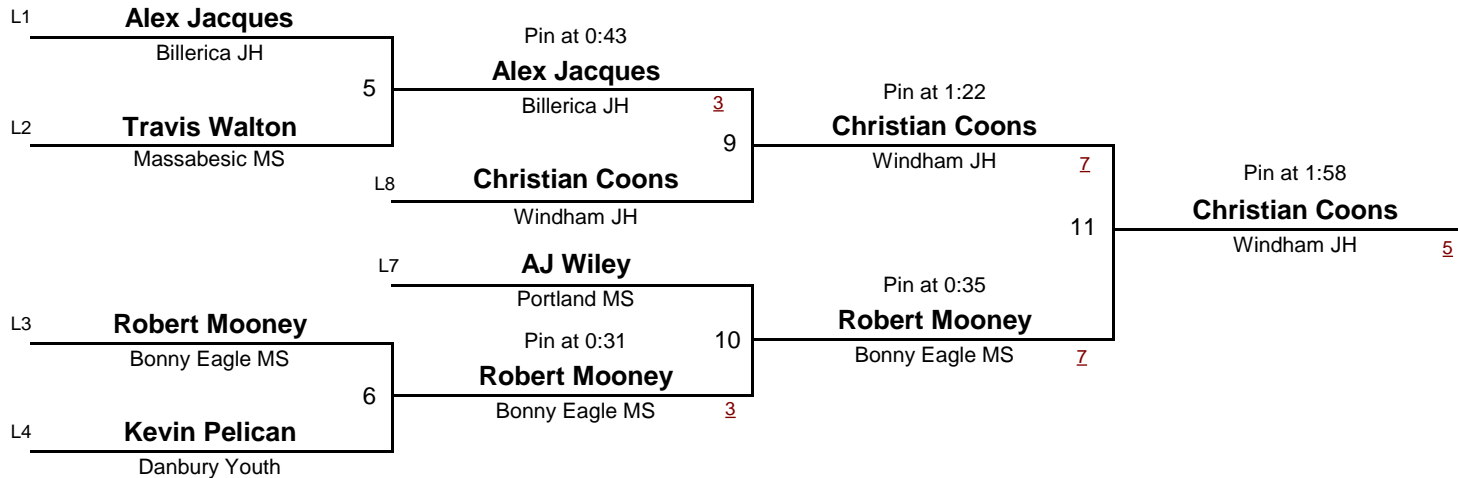 L1 Alex Jacques
Billerica JH
5
L2 Travis Walton
Massabesic MS
Pin at 0:43
Alex Jacques
Billerica JH 3
9
L8 Christian Coons
Windham JH
Pin at 1:22
Christian Coons
Windham JH 7
11
Pin at 1:58
Christian Coons
Windham JH 5
L7 AJ Wiley
Portland MS
10
Pin at 0:35
Robert Mooney
Bonny Eagle MS 7
L3 Robert Mooney
Bonny Eagle MS
6
Pin at 0:31
Robert Mooney
Bonny Eagle MS 3
L4 Kevin Pelican
Danbury Youth